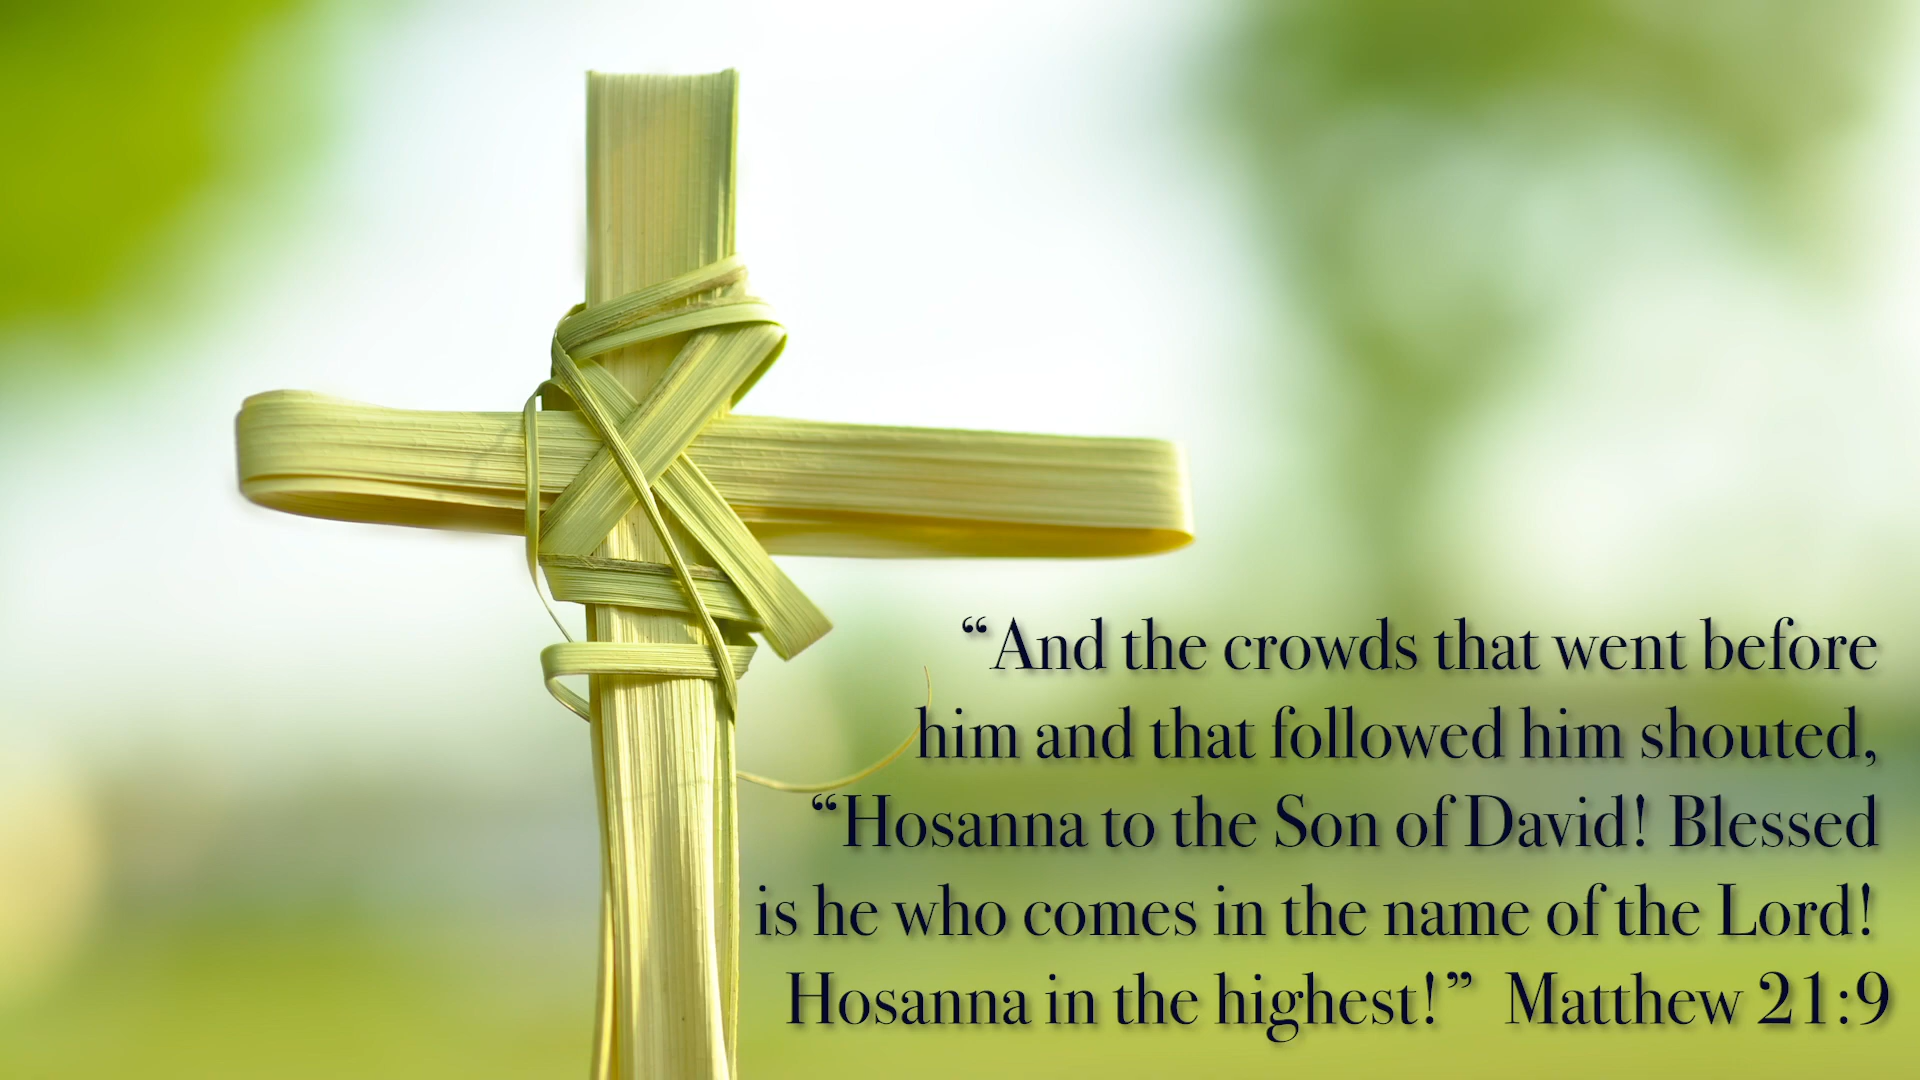 “And the crowds that went before
him and that followed him shouted,
“Hosanna to the Son of David! Blessed
is he who comes in the name of the Lord!
Hosanna in the highest!” Matthew 21:9